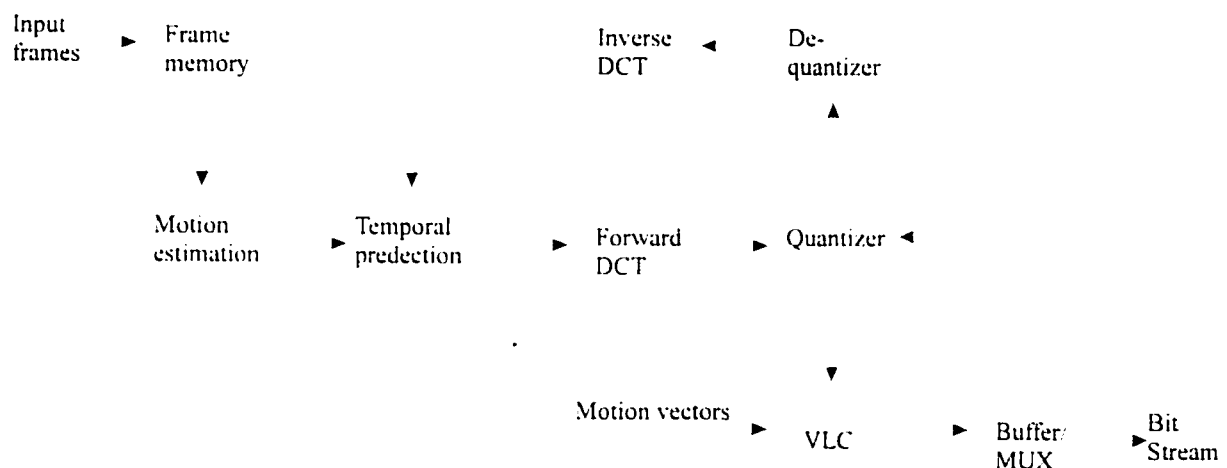 Input
frames
Frame
memory
Inverse
DCT
De-
quantizer
Motion
estimation
Temporal
predection
Forward
DCT
Quantizer
Motion vectors
VLC
Buffer/
MUX
Bit
Stream